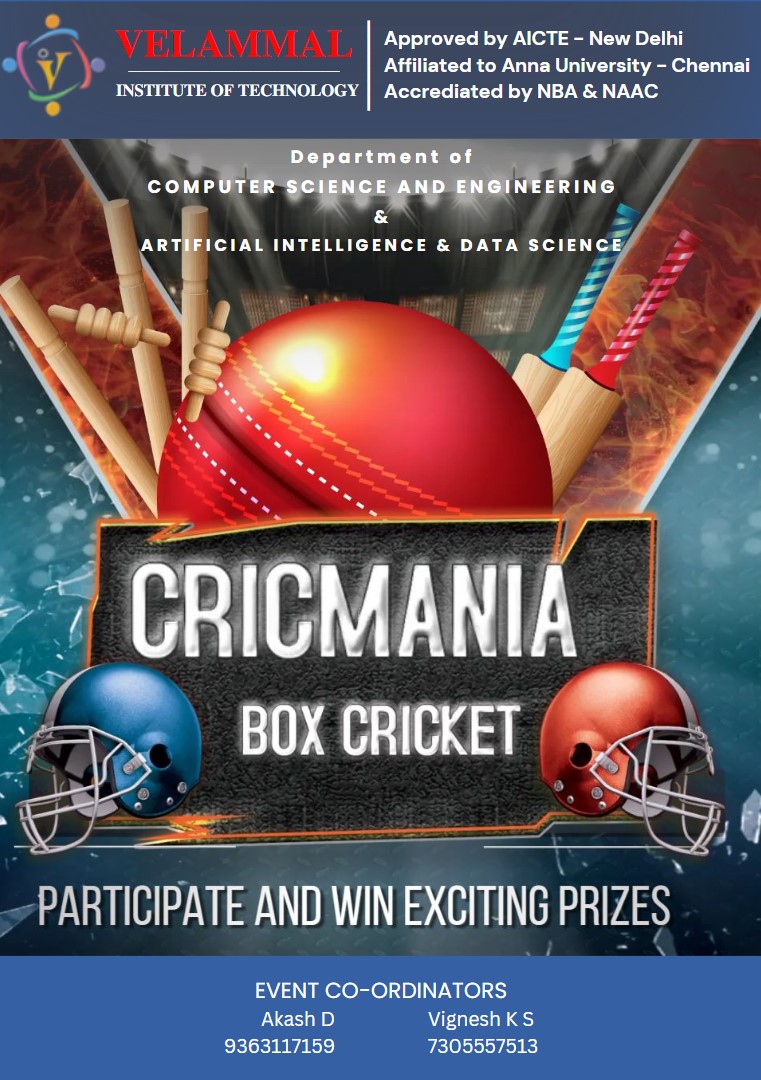 V
VELAMMAL
INSTITUTE OF TECHNOLOGY
Approved by AICTE - New Delhi
Affiliated to Anna University - Chennai
Accrediated by NBA & NAAC
Department of
COMPUTER SCIENCE AND ENGINEERING
&
ARTIFICIAL INTELLIGENCE & DATA SCIENCE
CRICMANIA
BOX CRICKET
PARTICIPATE AND WIN EXCITING PRIZES
EVENT CO-ORDINATORS
Akash D
9363117159
Vignesh K S
7305557513